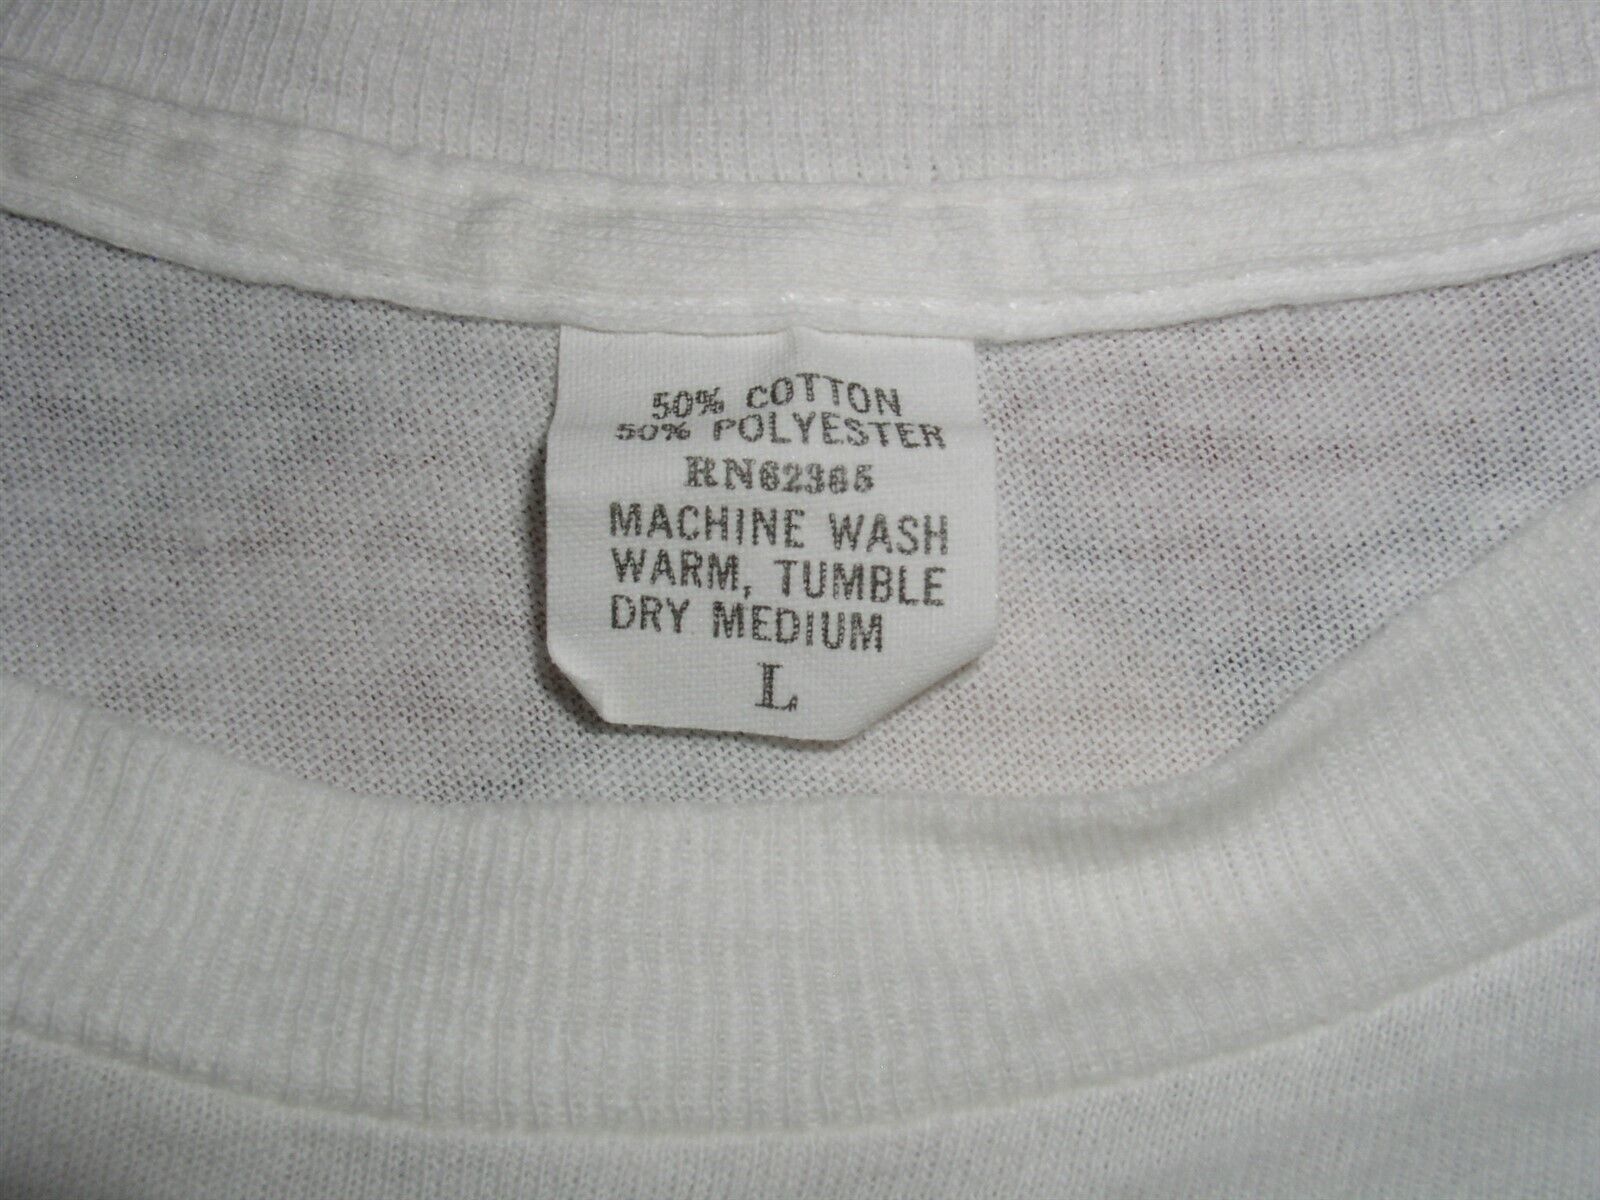 50% COTTON
50% POLYESTER
RN62365
MACHINE WASH
WARM, TUMBLE
DRY MEDIUM
L